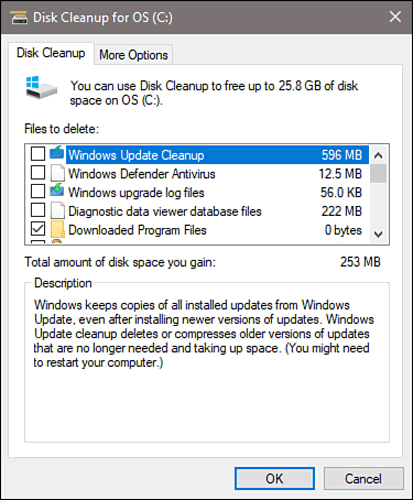 Disk Cleanup for OS (C:)
Disk Cleanup
More Options
You can use Disk Cleanup to free up to 25.8 GB of disk
space on OS (C:).
Files to delete:
Windows Update Cleanup 596 MB
Windows Defender Antivirus 12.5 MB
Windows upgrade log files 56.0 KB
Diagnostic data viewer database files 222 MB
Downloaded Program Files 0 bytes
Total amount of disk space you gain: 253 MB
Description
Windows keeps copies of all installed updates from Windows
Update, even after installing newer versions of updates. Windows
Update cleanup deletes or compresses older versions of updates
that are no longer needed and taking up space. (You might need
to restart your computer.)
OK
Cancel